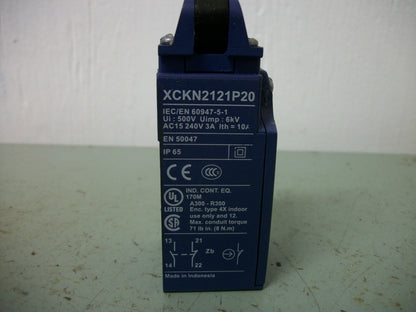 XCKN2121P20
IEC/EN 60947-5-1
Ui : 500V Uimp : 6kV
AC15 240V 3A Ith = 10A
EN 50047
IP 65
CE CCC
UL LISTED IND. CONT. EQ.
170M
A300 - R300
Enc. type 4X indoor
use only and 12.
Max. conduit torque
71 lb in. (8 N.m)
13 21
Zb
14 22
Made in Indonesia